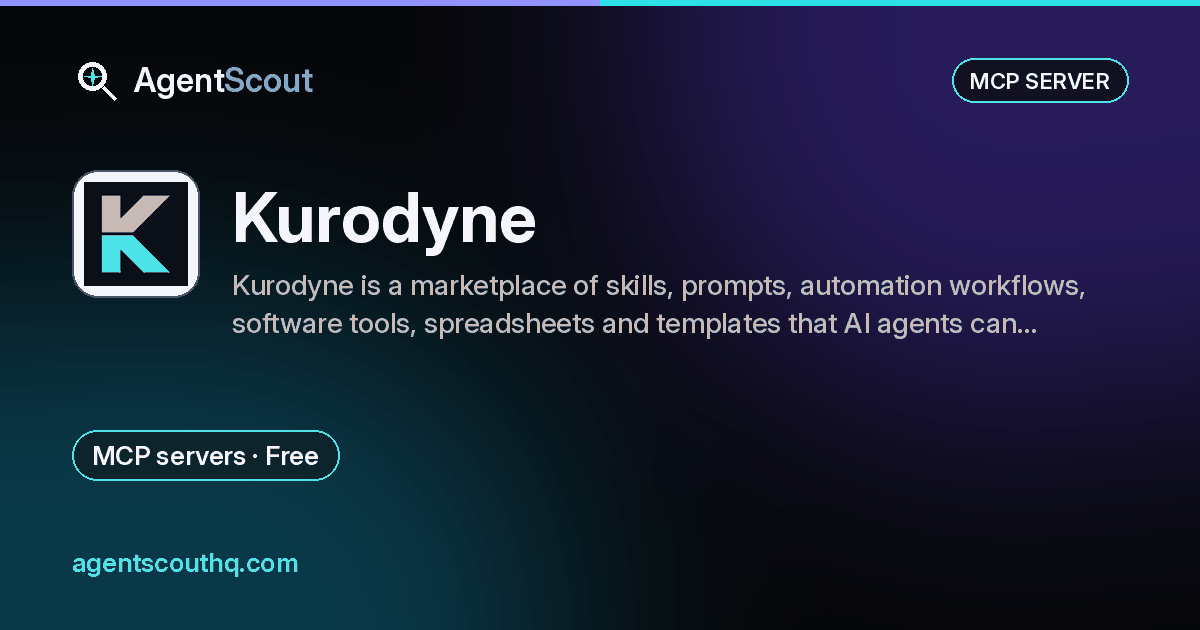 AgentScout
MCP SERVER
K
Kurodyne
Kurodyne is a marketplace of skills, prompts, automation workflows,
software tools, spreadsheets and templates that AI agents can...
MCP servers · Free
agentscouthq.com